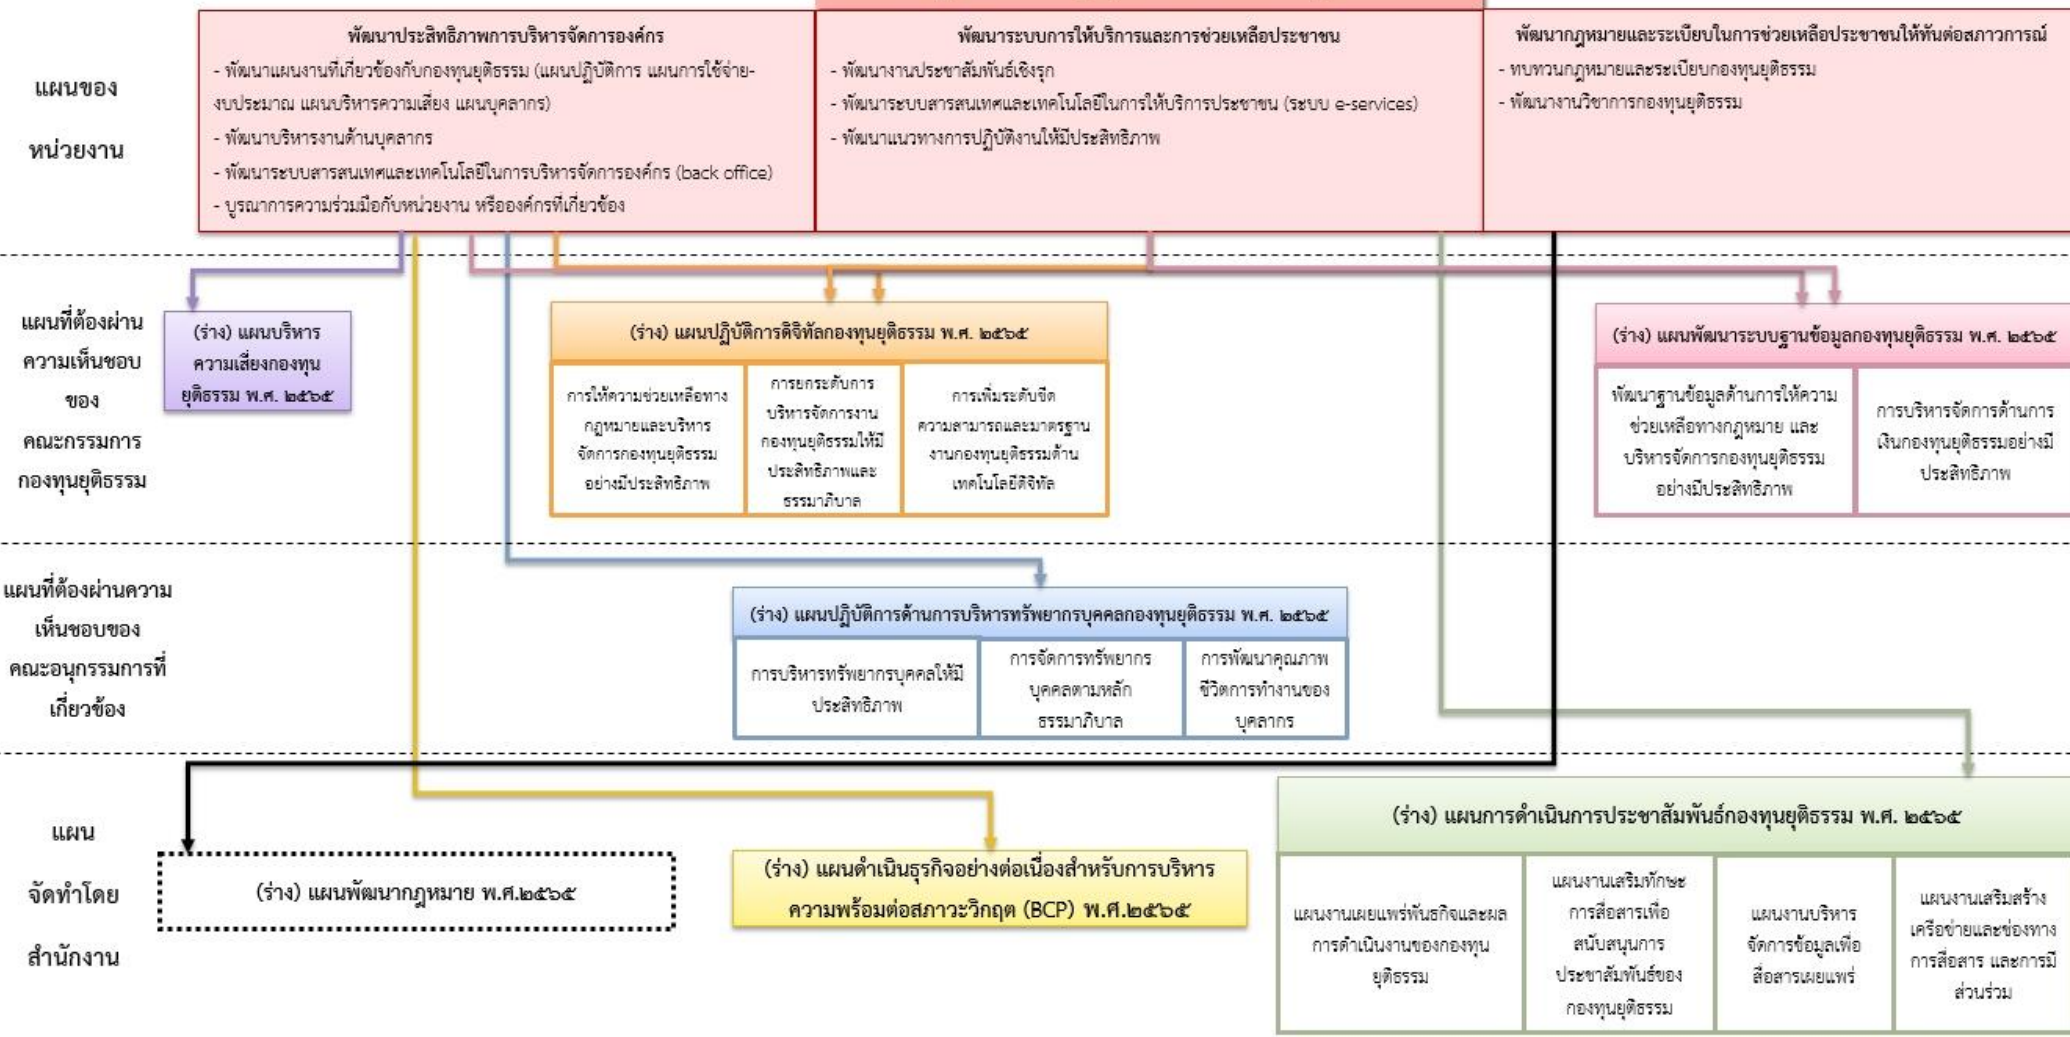 แผนของ
หน่วยงาน
พัฒนาประสิทธิภาพการบริหารจัดการองค์กร
- พัฒนาแผนงานที่เกี่ยวข้องกับกองทุนยุติธรรม (แผนปฏิบัติการ แผนการใช้จ่าย-
งบประมาณ แผนบริหารความเสี่ยง แผนบุคลากร)
- พัฒนาบริหารงานด้านบุคลากร
- พัฒนาระบบสารสนเทศและเทคโนโลยีในการบริหารจัดการองค์กร (back office)
- บูรณาการความร่วมมือกับหน่วยงาน หรือองค์กรที่เกี่ยวข้อง
พัฒนาระบบการให้บริการและการช่วยเหลือประชาชน
- พัฒนางานประชาสัมพันธ์เชิงรุก
- พัฒนาระบบสารสนเทศและเทคโนโลยีในการให้บริการประชาชน (ระบบ e-services)
- พัฒนาแนวทางการปฏิบัติงานให้มีประสิทธิภาพ
พัฒนากฎหมายและระเบียบในการช่วยเหลือประชาชนให้ทันต่อสภาวการณ์
- ทบทวนกฎหมายและระเบียบกองทุนยุติธรรม
- พัฒนางานวิชาการกองทุนยุติธรรม
แผนที่ต้องผ่าน
ความเห็นชอบ
ของ
คณะกรรมการ
กองทุนยุติธรรม
(ร่าง) แผนบริหาร
ความเสี่ยงกองทุน
ยุติธรรม พ.ศ. ๒๕๖๕
(ร่าง) แผนปฏิบัติการดิจิทัลกองทุนยุติธรรม พ.ศ. ๒๕๖๕
การให้ความช่วยเหลือทาง
กฎหมายและบริหาร
จัดการกองทุนยุติธรรม
อย่างมีประสิทธิภาพ
การยกระดับการ
บริหารจัดการงาน
กองทุนยุติธรรมให้มี
ประสิทธิภาพและ
ธรรมาภิบาล
การเพิ่มระดับขีด
ความสามารถและมาตรฐาน
งานกองทุนยุติธรรมด้าน
เทคโนโลยีดิจิทัล
(ร่าง) แผนพัฒนาระบบฐานข้อมูลกองทุนยุติธรรม พ.ศ. ๒๕๖๕
พัฒนาฐานข้อมูลด้านการให้ความ
ช่วยเหลือทางกฎหมาย และ
บริหารจัดการกองทุนยุติธรรม
อย่างมีประสิทธิภาพ
การบริหารจัดการด้านการ
เงินกองทุนยุติธรรมอย่างมี
ประสิทธิภาพ
แผนที่ต้องผ่านความ
เห็นชอบของ
คณะอนุกรรมการที่
เกี่ยวข้อง
(ร่าง) แผนปฏิบัติการด้านการบริหารทรัพยากรบุคคลกองทุนยุติธรรม พ.ศ. ๒๕๖๕
การบริหารทรัพยากรบุคคลให้มี
ประสิทธิภาพ
การจัดการทรัพยากร
บุคคลตามหลัก
ธรรมาภิบาล
การพัฒนาคุณภาพ
ชีวิตการทำงานของ
บุคลากร
แผน
จัดทำโดย
สำนักงาน
(ร่าง) แผนพัฒนากฎหมาย พ.ศ.๒๕๖๕
(ร่าง) แผนดำเนินธุรกิจอย่างต่อเนื่องสำหรับการบริหาร
ความพร้อมต่อสภาวะวิกฤต (BCP) พ.ศ.๒๕๖๕
(ร่าง) แผนการดำเนินการประชาสัมพันธ์กองทุนยุติธรรม พ.ศ. ๒๕๖๕
แผนงานเผยแพร่พันธกิจและผล
การดำเนินงานของกองทุน
ยุติธรรม
แผนงานเสริมทักษะ
การสื่อสารเพื่อ
สนับสนุนการ
ประชาสัมพันธ์ของ
กองทุนยุติธรรม
แผนงานบริหาร
จัดการข้อมูลเพื่อ
สื่อสารเผยแพร่
แผนงานเสริมสร้าง
เครือข่ายและช่องทาง
การสื่อสาร และการมี
ส่วนร่วม